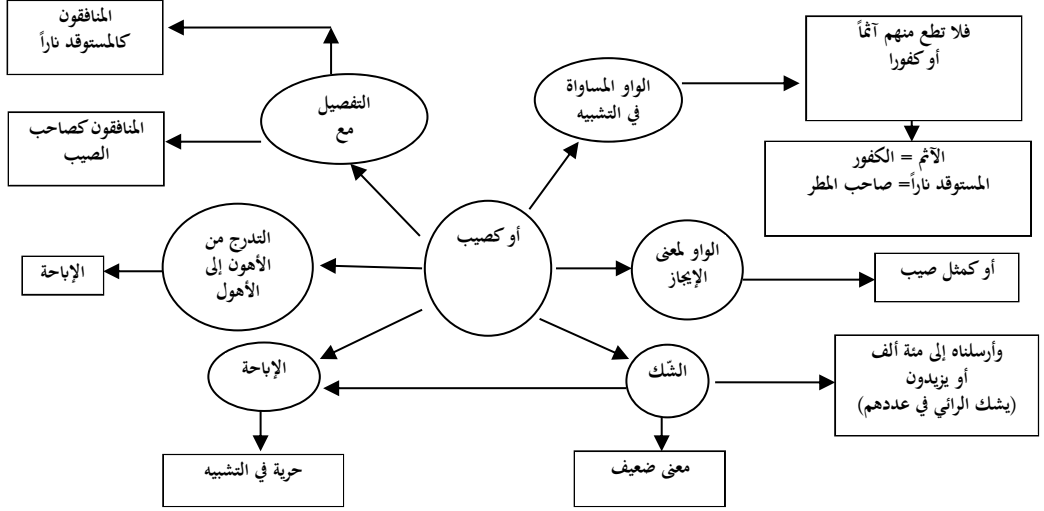 فلا تطع منهم آثماً
أو كفورا
الواو المساواة
في التشبيه
الآثم = الكفور
المستوقد ناراً= صاحب المطر
المنافقون
كالمستوقد ناراً
التفصيل
مع
المنافقون كصاحب
الصيب
أو كصيب
الواو لمعنى
الإيجاز
أو كمثل صيب
التدرج من
الأهون إلى
الأهول
الإباحة
الشّك
وأرسلناه إلى مئة ألف
أو يزيدون
(يشك الرائي في عددهم)
معنى ضعيف
الإباحة
حرية في التشبيه